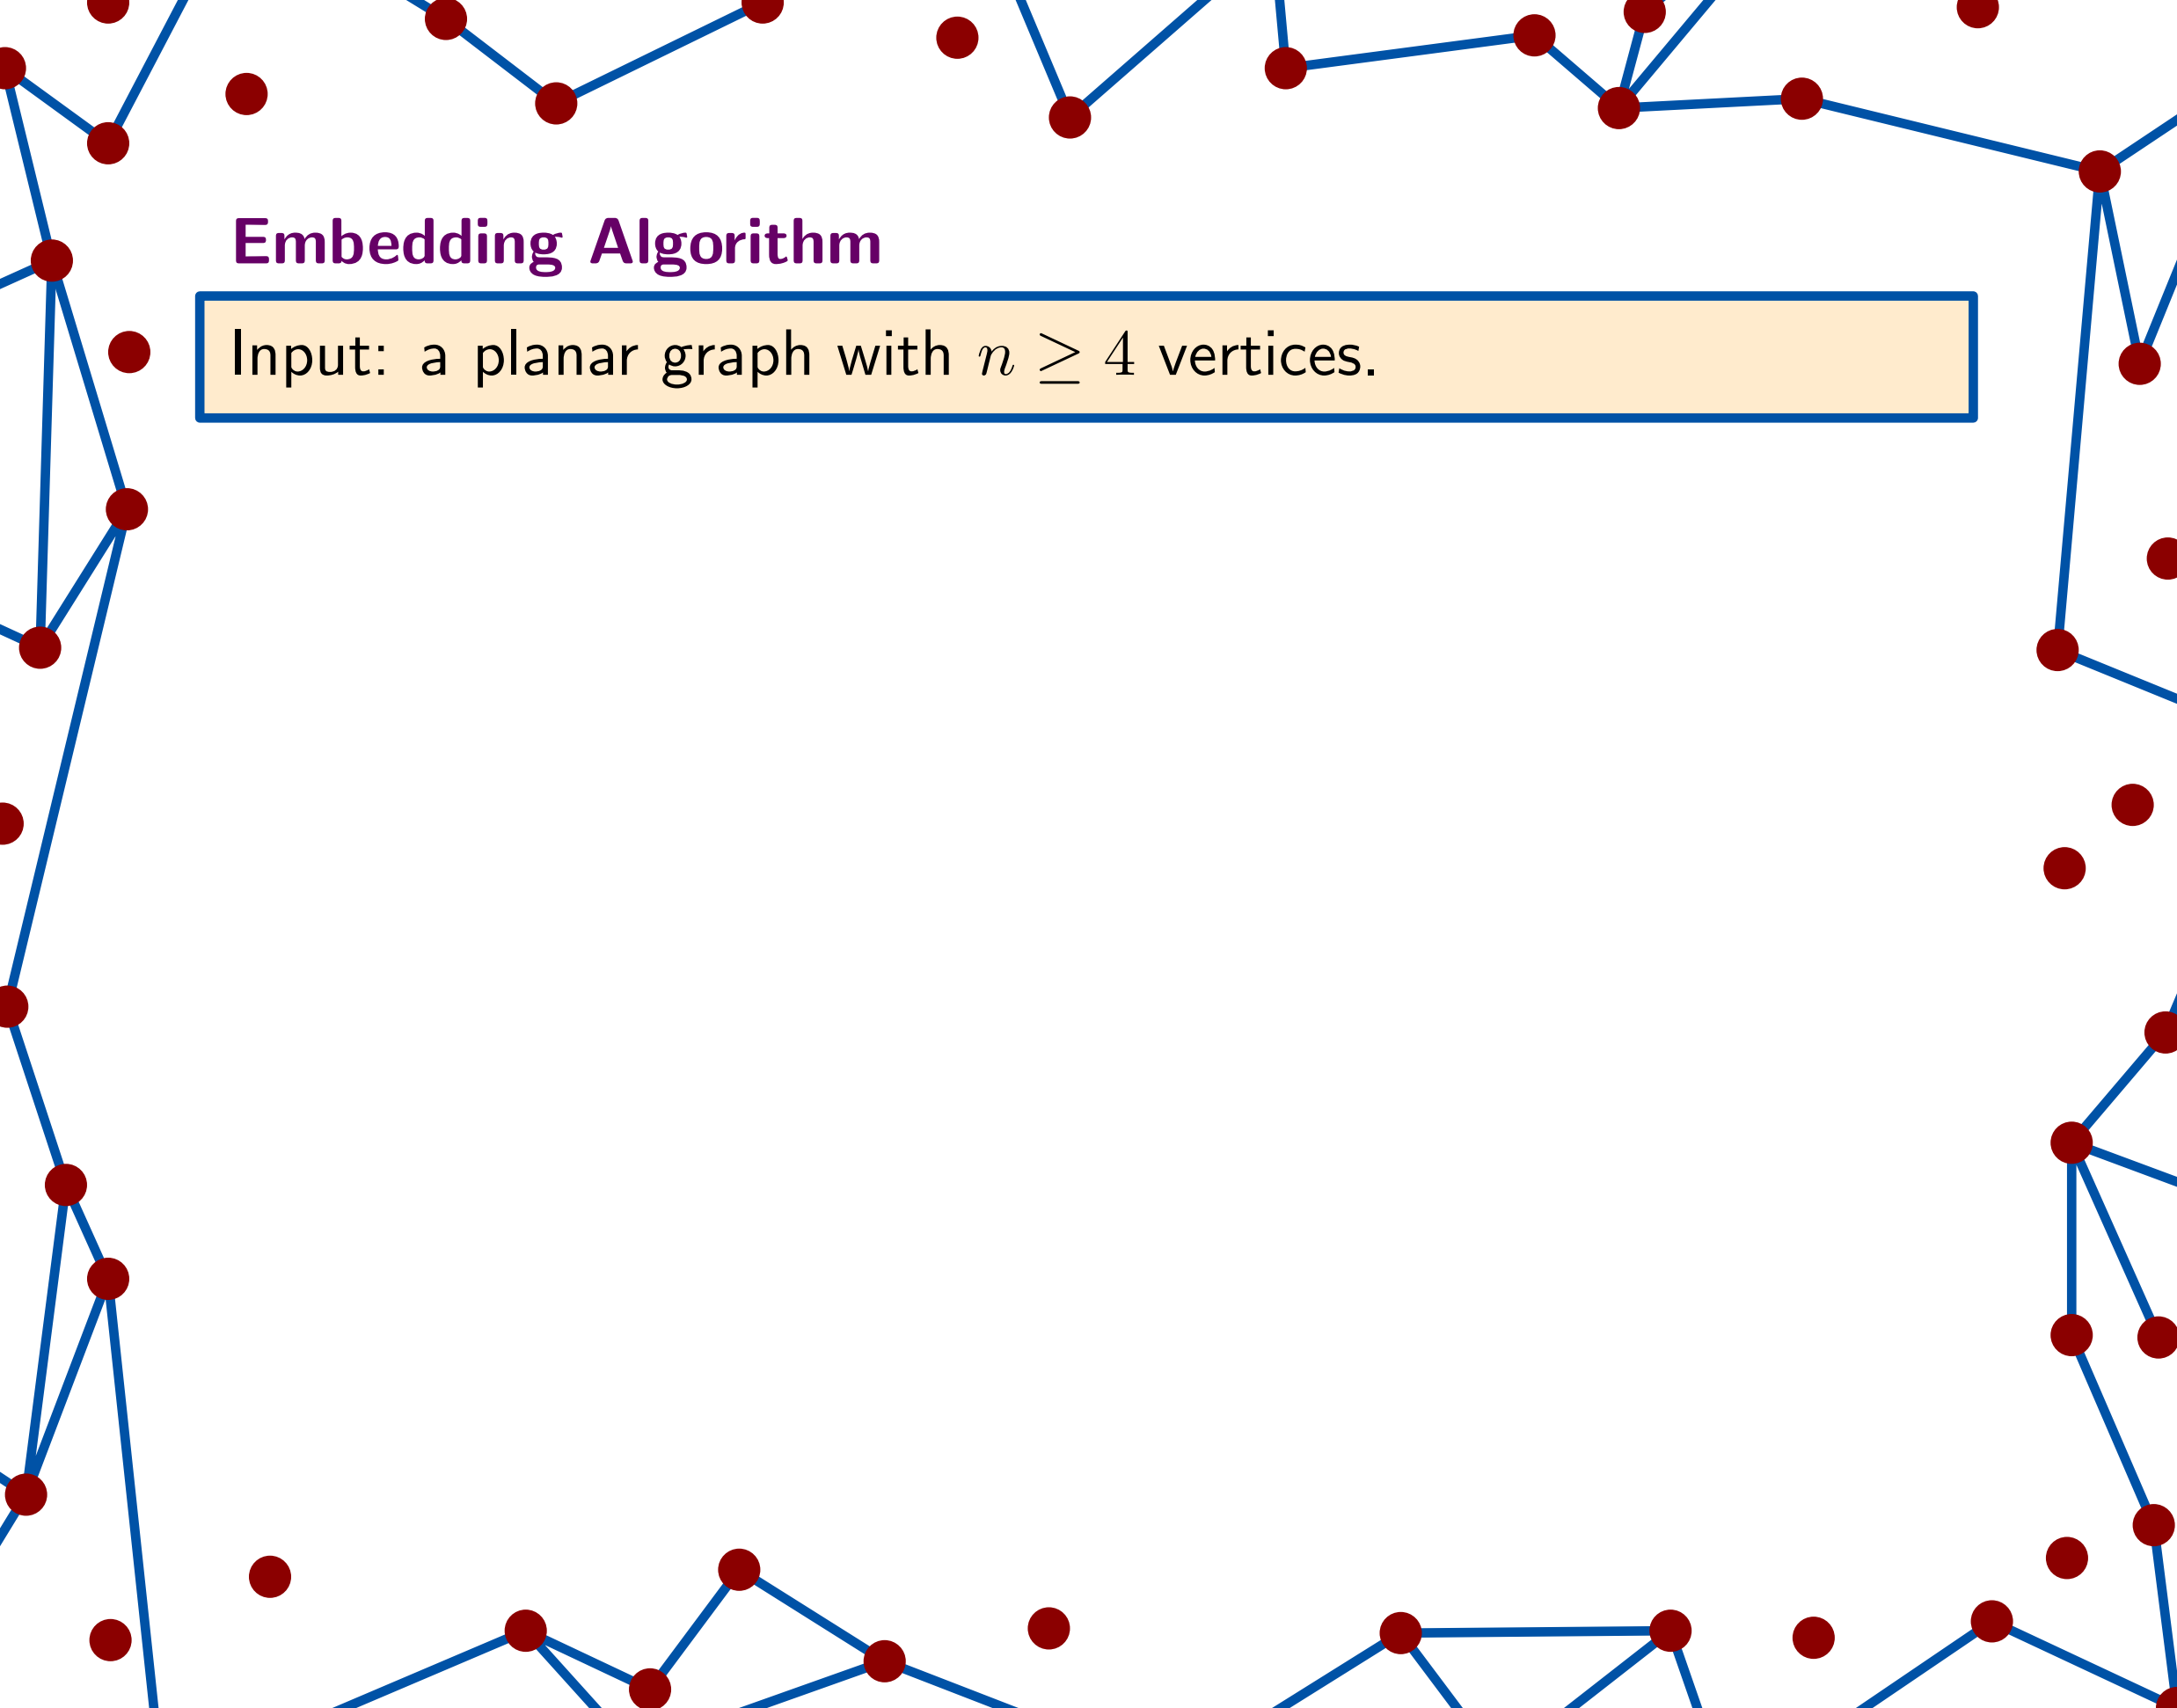 Embedding Algorithm
Input: a planar graph with n ≥ 4 vertices.